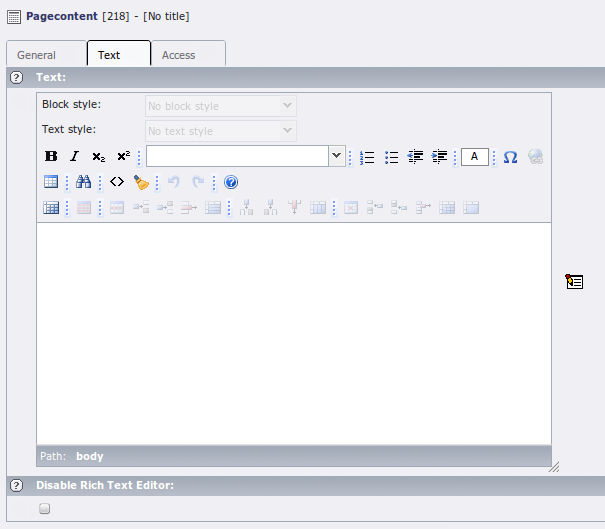 Pagecontent [218] - [No title]
General Text Access
? Text:
Block style: No block style
Text style: No text style
B I x₂ x² A Ω
<> ?
Path: body
? Disable Rich Text Editor: